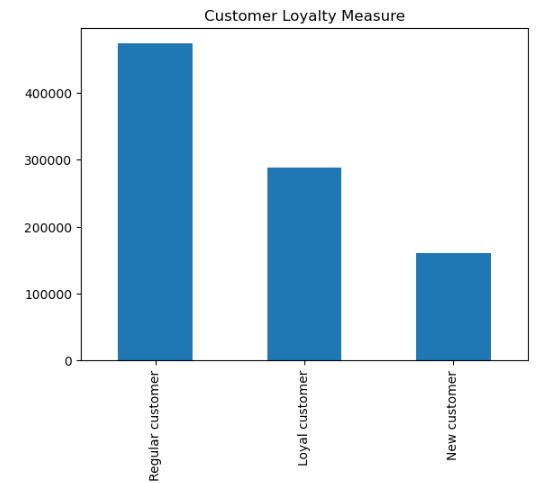 Customer Loyalty Measure
400000
300000
200000
100000
0
Regular customer
Loyal customer
New customer